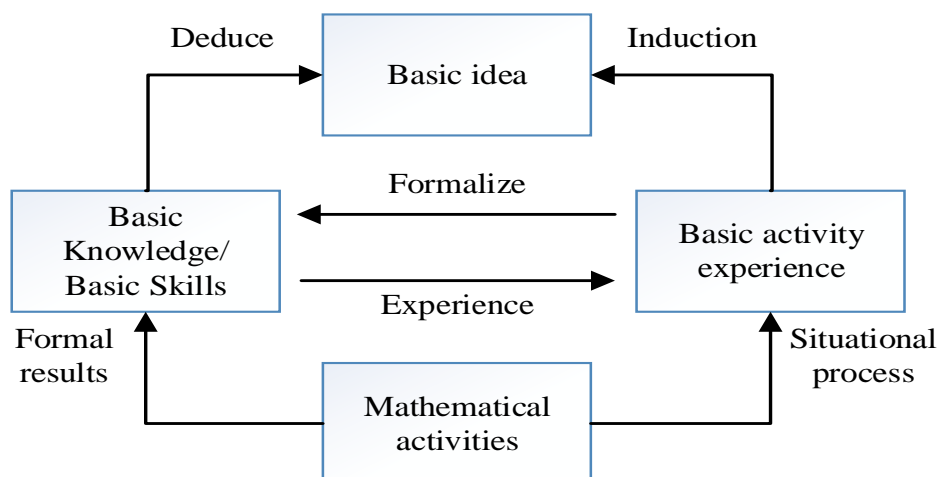 Deduce
Induction
Basic idea
Formalize
Basic
Knowledge/
Basic Skills
Basic activity
experience
Experience
Formal
results
Situational
process
Mathematical
activities